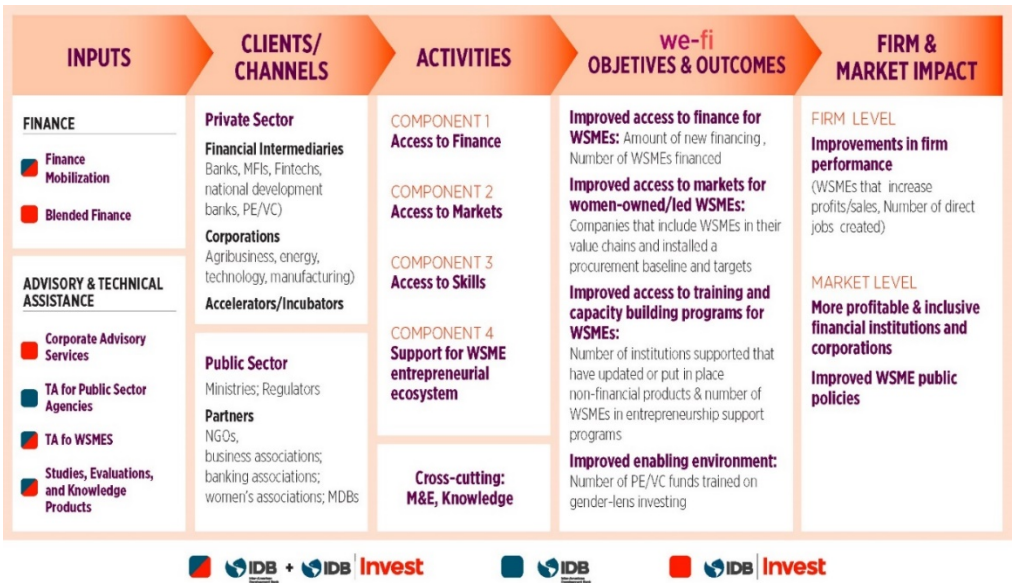 INPUTS
CLIENTS/
CHANNELS
ACTIVITIES
we-fi
OBJETIVES & OUTCOMES
FIRM &
MARKET IMPACT
FINANCE
Finance
Mobilization
Blended Finance
ADVISORY & TECHNICAL
ASSISTANCE
Corporate Advisory
Services
TA for Public Sector
Agencies
TA fo WSMES
Studies, Evaluations,
and Knowledge
Products
Private Sector
Financial Intermediaries
Banks, MFIs, Fintechs,
national development
banks, PE/VC)
Corporations
Agribusiness, energy,
technology, manufacturing)
Accelerators/Incubators
Public Sector
Ministries; Regulators
Partners
NGOs,
business associations;
banking associations;
women's associations; MDBs
COMPONENT 1
Access to Finance
COMPONENT 2
Access to Markets
COMPONENT 3
Access to Skills
COMPONENT 4
Support for WSME
entrepreneurial
ecosystem
Cross-cutting:
M&E, Knowledge
Improved access to finance for
WSMEs: Amount of new financing ,
Number of WSMEs financed
Improved access to markets for
women-owned/led WSMEs:
Companies that include WSMEs in their
value chains and installed a
procurement baseline and targets
Improved access to training and
capacity building programs for
WSMEs:
Number of institutions supported that
have updated or put in place
non-financial products & number of
WSMEs in entrepreneurship support
programs
Improved enabling environment:
Number of PE/VC funds trained on
gender-lens investing
FIRM LEVEL
Improvements in firm
performance
(WSMEs that increase
profits/sales, Number of direct
jobs created)
MARKET LEVEL
More profitable & inclusive
financial institutions and
corporations
Improved WSME public
policies
IDB + IDB | Invest
IDB
IDB | Invest